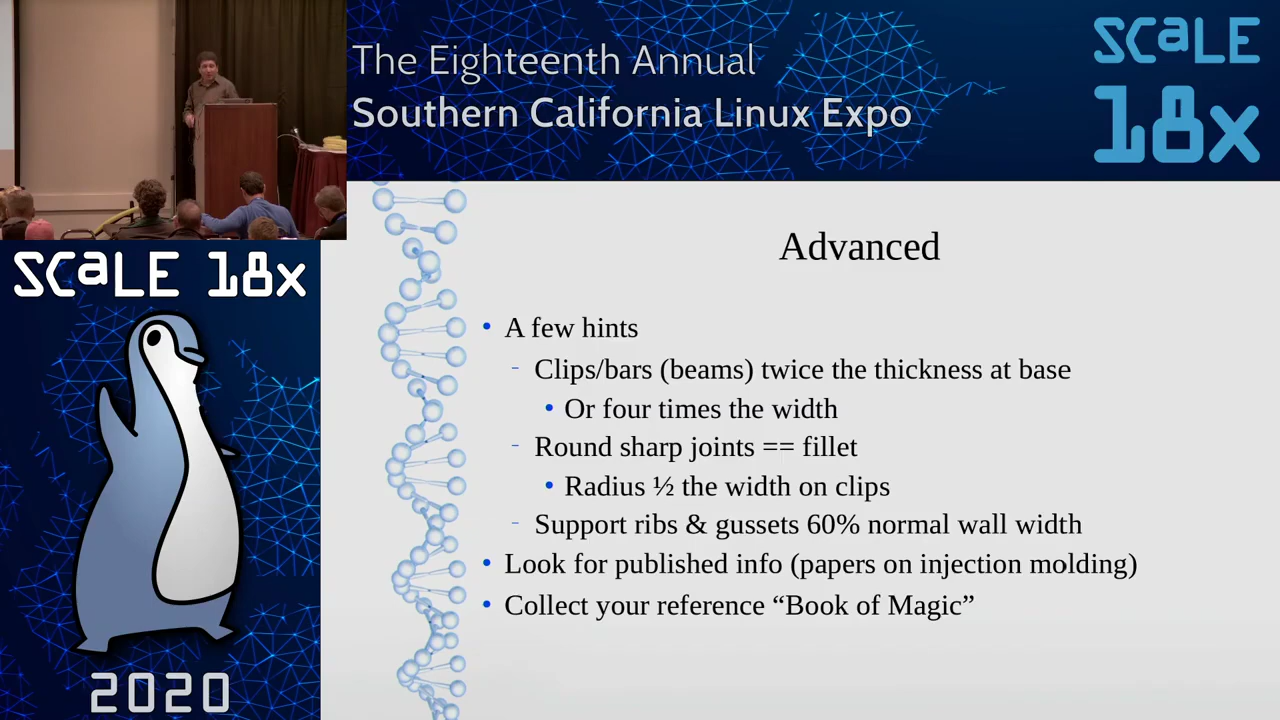 The Eighteenth Annual
Southern California Linux Expo
SCaLE
18x
SCaLE 18x
2020
Advanced
• A few hints
- Clips/bars (beams) twice the thickness at base
• Or four times the width
- Round sharp joints == fillet
• Radius ½ the width on clips
- Support ribs & gussets 60% normal wall width
• Look for published info (papers on injection molding)
• Collect your reference “Book of Magic”